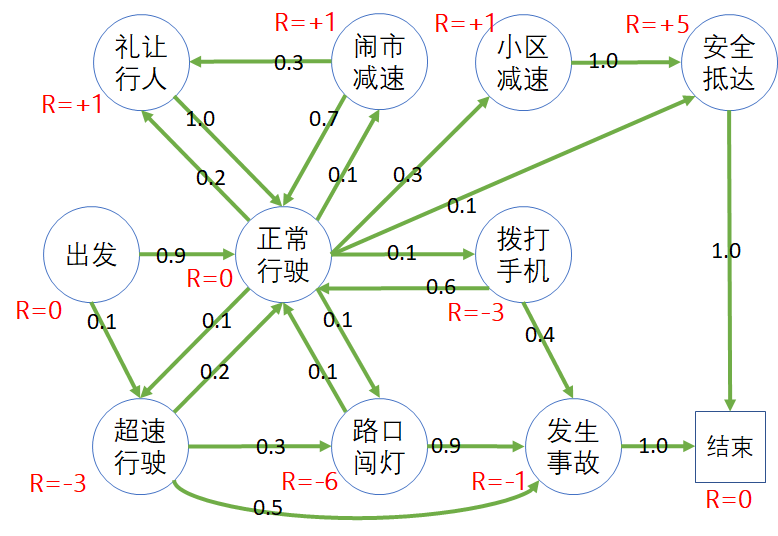 R=+1
R=+1
R=+5
礼让
行人
闹市
减速
小区
减速
安全
抵达
0.3
1.0
R=+1
1.0
0.7
0.2
0.1
0.3
0.1
出发
0.9
正常
行驶
0.1
拨打
手机
1.0
R=0
0.6
R=0
R=-3
0.1
0.1
0.1
0.4
0.2
0.1
超速
行驶
0.3
路口
闯灯
0.9
发生
事故
1.0
结束
R=-3
R=-6
R=-1
R=0
0.5